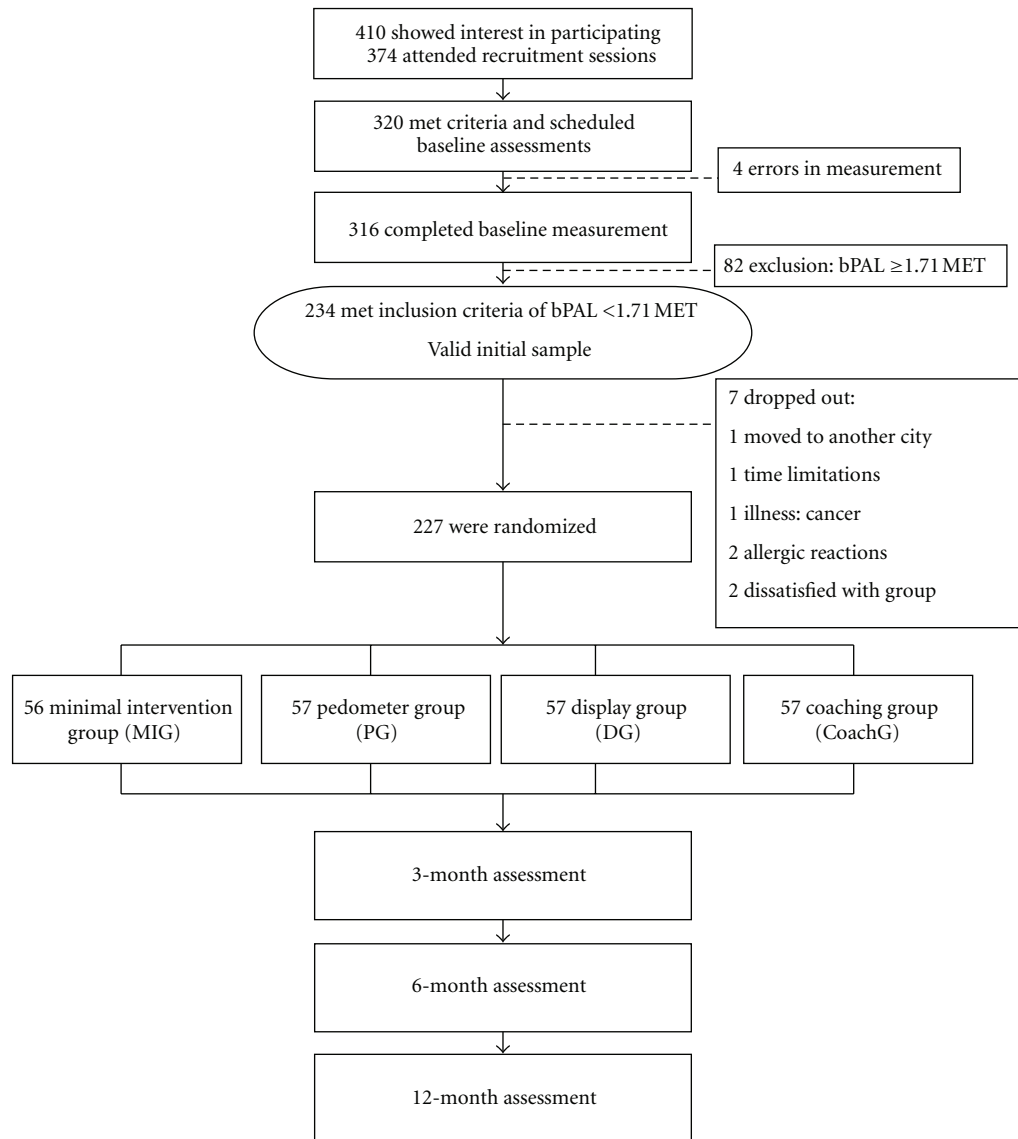 410 showed interest in participating
374 attended recruitment sessions
320 met criteria and scheduled
baseline assessments
4 errors in measurement
316 completed baseline measurement
82 exclusion: bPAL ≥1.71 MET
234 met inclusion criteria of bPAL <1.71 MET
Valid initial sample
7 dropped out:
1 moved to another city
1 time limitations
1 illness: cancer
2 allergic reactions
2 dissatisfied with group
227 were randomized
56 minimal intervention
group (MIG)
57 pedometer group
(PG)
57 display group
(DG)
57 coaching group
(CoachG)
3-month assessment
6-month assessment
12-month assessment